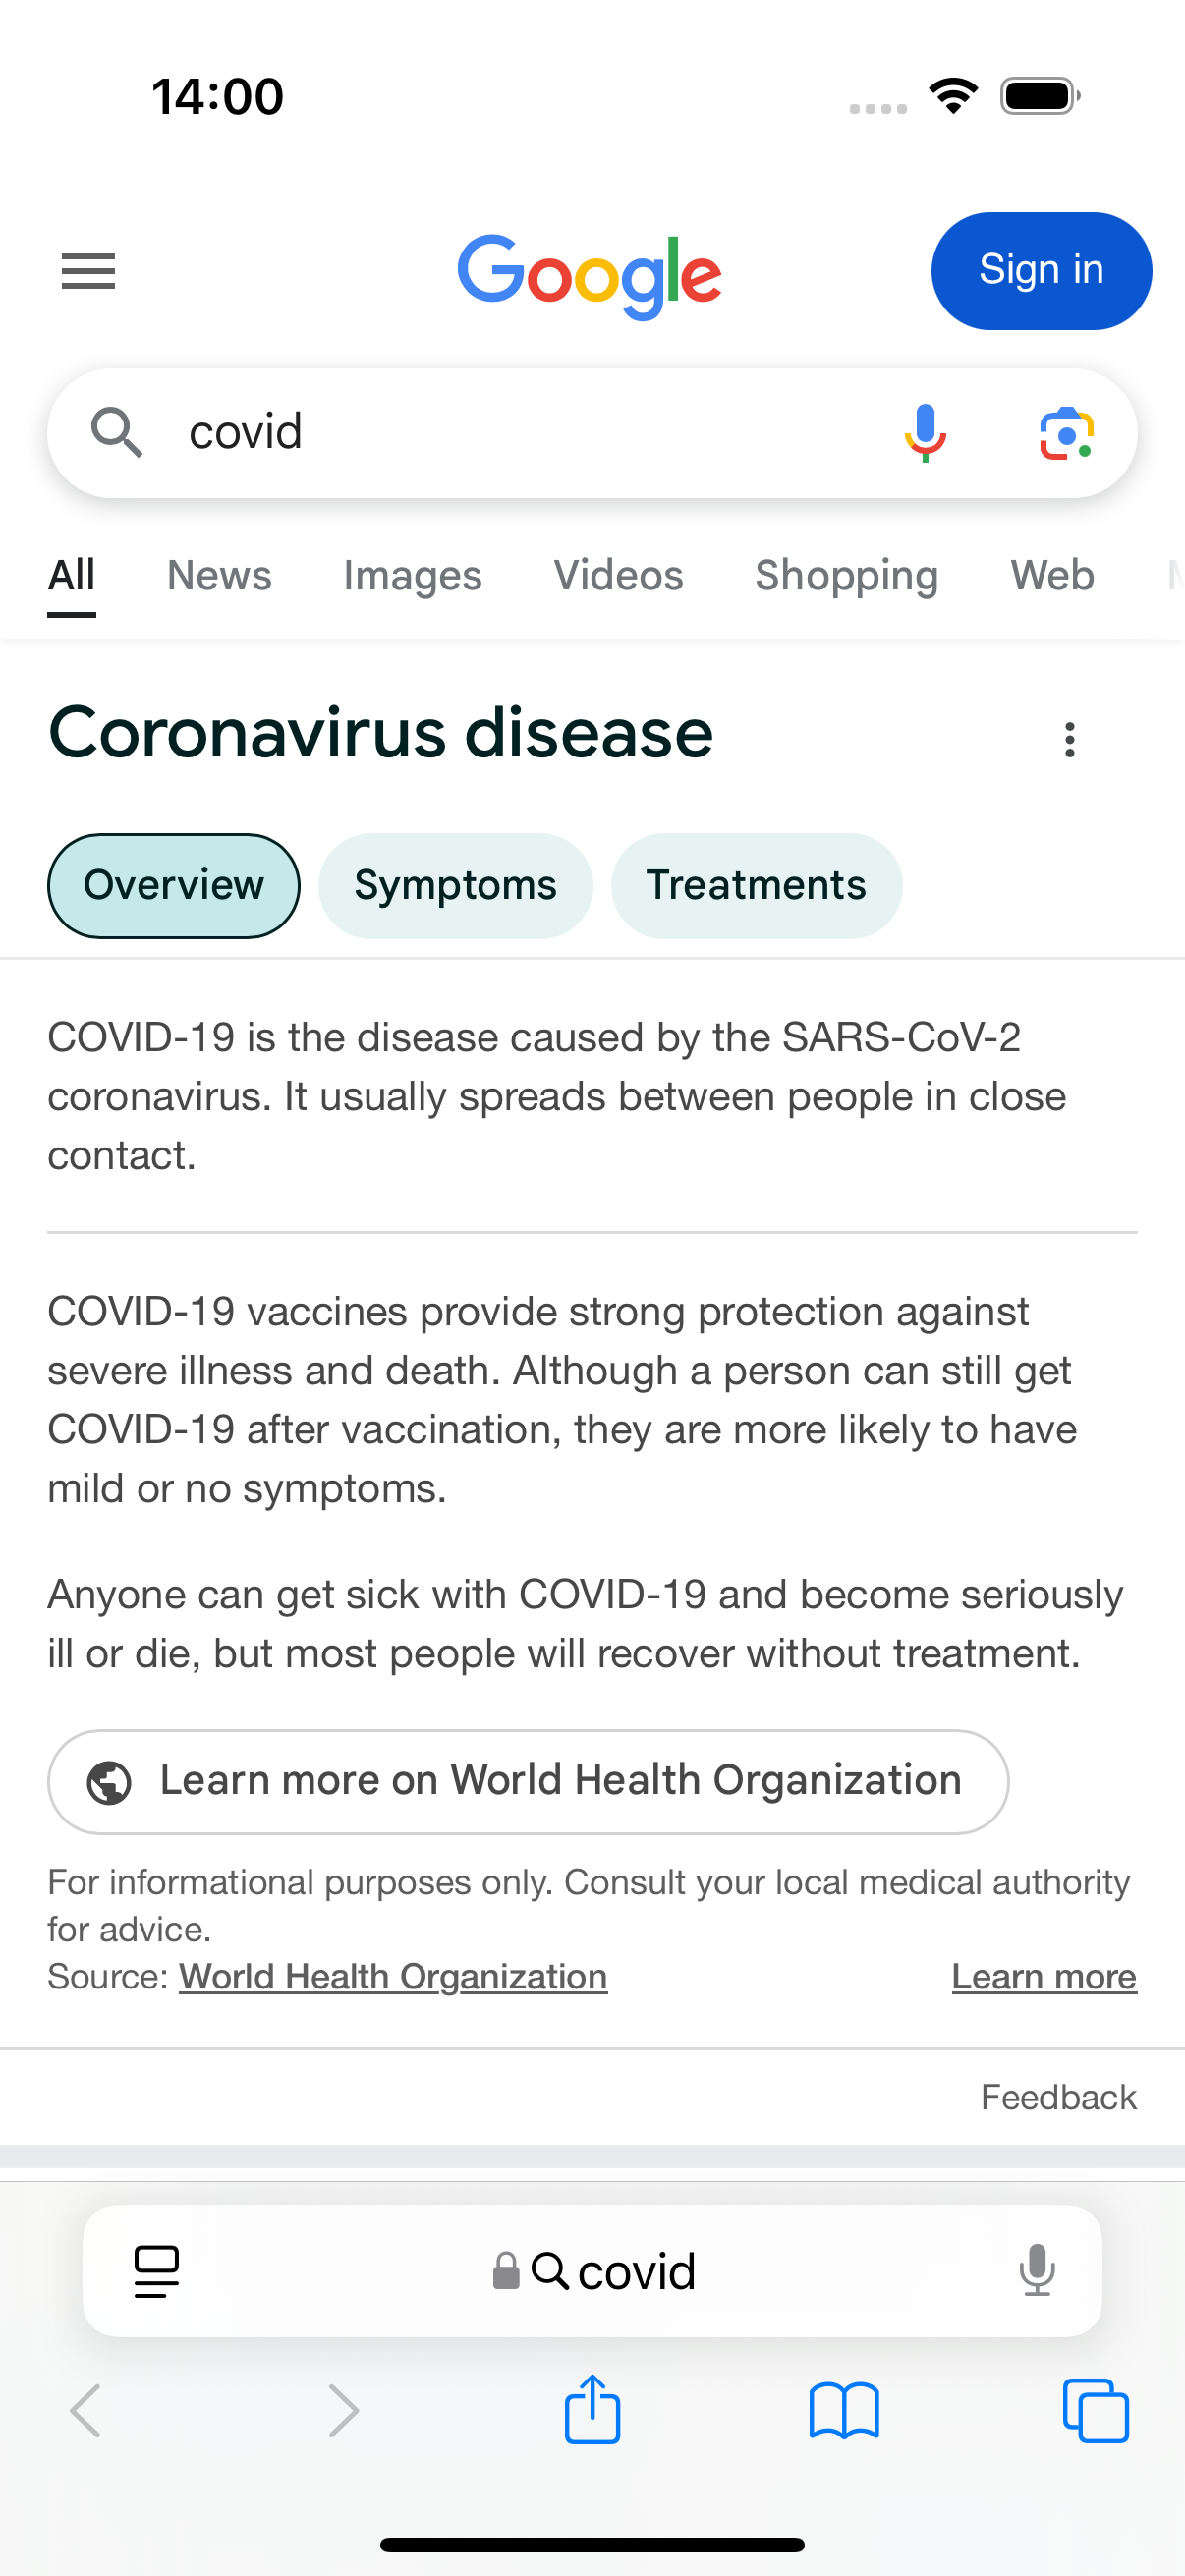 14:00
Google
Sign in
covid
All News Images Videos Shopping Web
Coronavirus disease
Overview Symptoms Treatments
COVID-19 is the disease caused by the SARS-CoV-2
coronavirus. It usually spreads between people in close
contact.
COVID-19 vaccines provide strong protection against
severe illness and death. Although a person can still get
COVID-19 after vaccination, they are more likely to have
mild or no symptoms.
Anyone can get sick with COVID-19 and become seriously
ill or die, but most people will recover without treatment.
Learn more on World Health Organization
For informational purposes only. Consult your local medical authority
for advice.
Source: World Health Organization Learn more
Feedback
covid